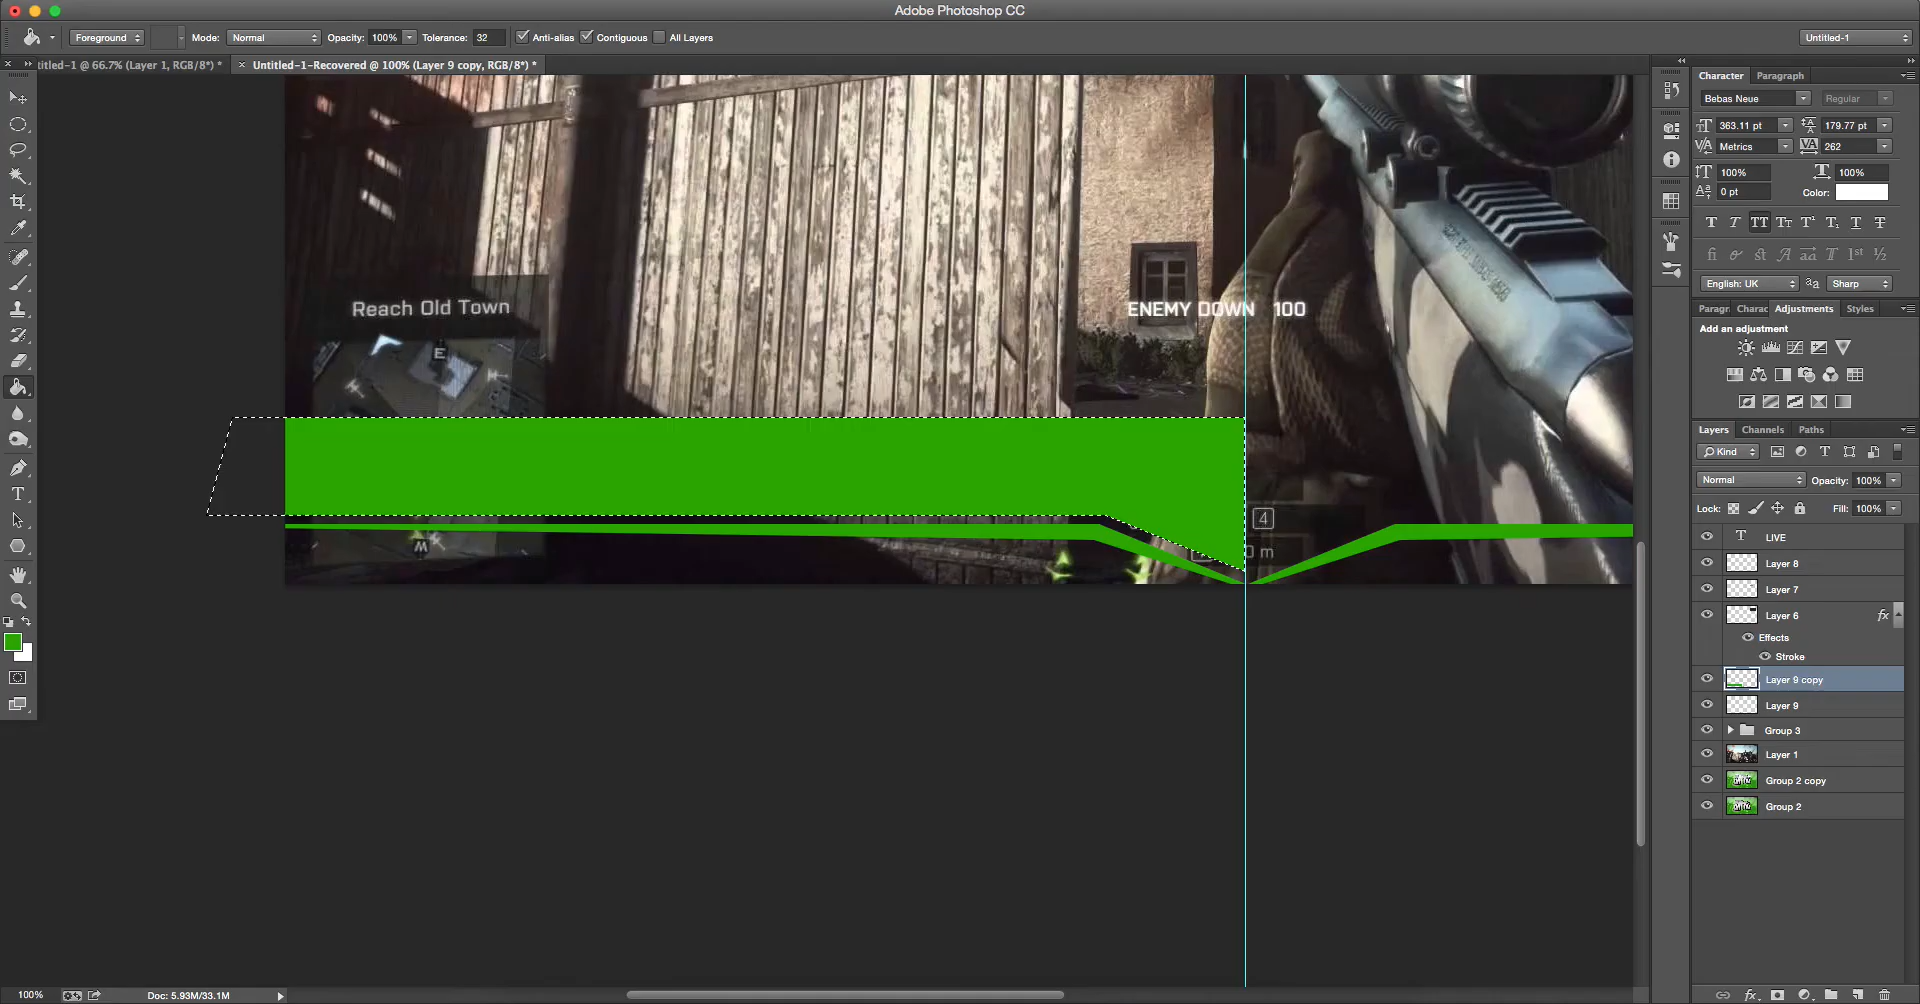 Adobe Photoshop CC
Foreground Mode: Normal Opacity: 100% Tolerance: 32 Anti-alias Contiguous All Layers Untitled-1
titled-1 @ 66.7% (Layer 1, RGB/8*) * Untitled-1-Recovered @ 100% (Layer 9 copy, RGB/8*) *
Character Paragraph
Bebas Neue Regular
363.11 pt 179.77 pt
Metrics 262
100% 100%
0 pt Color:
English: UK Sharp
Paragr Charac Adjustments Styles
Add an adjustment
Reach Old Town
ENEMY DOWN 100
E
W
4
0 m
Layers Channels Paths
Kind
Normal Opacity: 100%
Lock: Fill: 100%
T LIVE
Layer 8
Layer 7
Layer 6 fx
Effects
Stroke
Layer 9 copy
Layer 9
Group 3
Layer 1
Group 2 copy
Group 2
100% Doc: 5.93M/33.1M